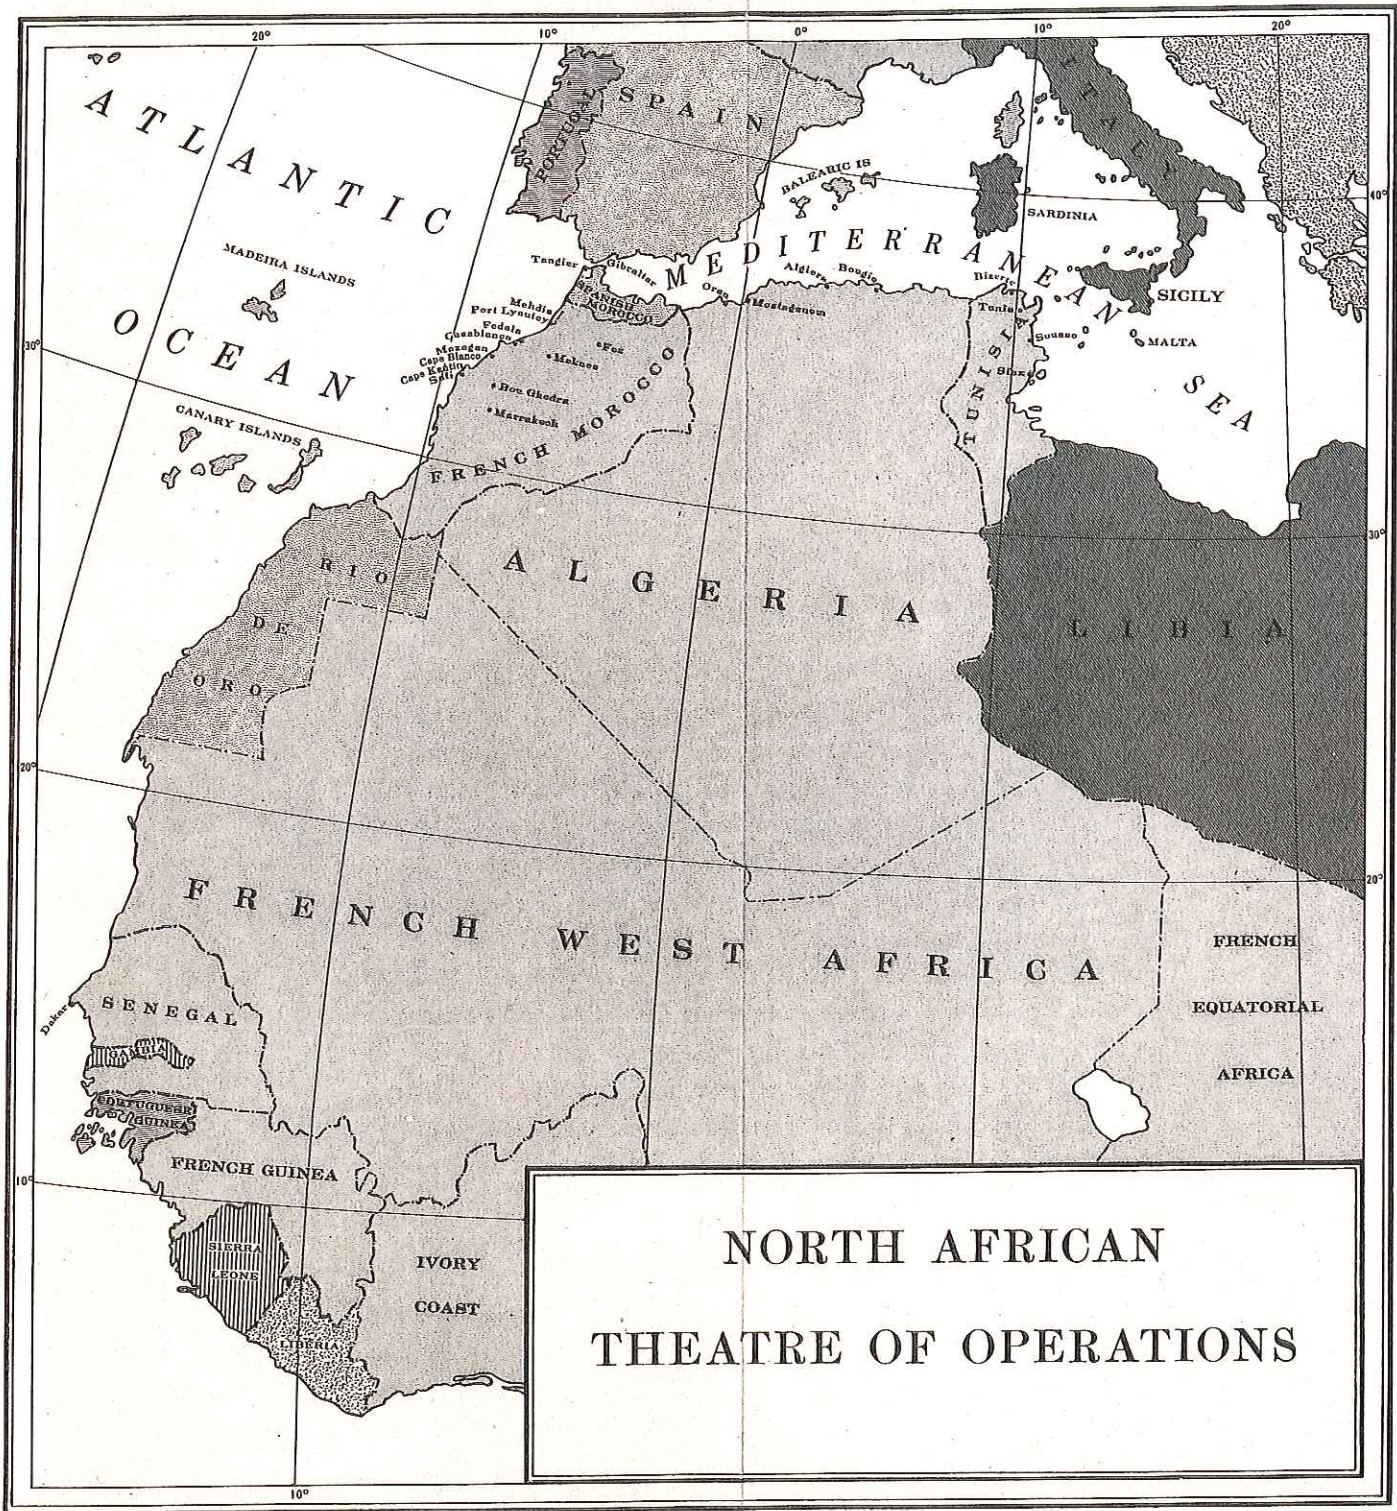 20°
10°
0°
10°
20°
ATLANTIC
OCEAN
PORTUGAL
SPAIN
ITALY
BALEARIC IS
40°
SARDINIA
MADEIRA ISLANDS
MEDITERRANEAN
SEA
Tangier
Gibraltar
SPANISH
MOROCCO
Oran
Mostaganem
Algiers
Bougie
Bizerte
Tunis
SICILY
Sousse
MALTA
Sfax
TUNISIA
Mehdia
Port Lyautey
Fedala
Casablanca
Mazagan
Cape Blanco
Cape Kantin
Safi
Fez
Meknes
Bou Ghedra
Marrakech
FRENCH MOROCCO
30°
CANARY ISLANDS
30°
RIO
DE
ORO
ALGERIA
LIBIA
20°
20°
FRENCH WEST AFRICA
FRENCH
EQUATORIAL
AFRICA
Dakar
SENEGAL
GAMBIA
PORTUGUESE
GUINEA
FRENCH GUINEA
10°
SIERRA
LEONE
LIBERIA
IVORY
COAST
NORTH AFRICAN
THEATRE OF OPERATIONS
10°